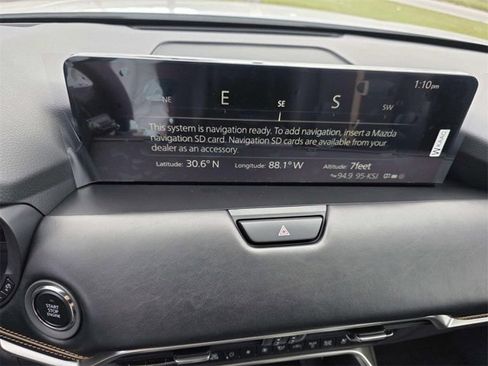 NE E SE S SW 1:10pm
This system is navigation ready. To add navigation, insert a Mazda
navigation SD card. Navigation SD cards are available from your
dealer as an accessory.
Latitude: 30.6° N Longitude: 88.1° W Altitude: 7feet
94.9 95-KSJ
START
STOP
ENGINE